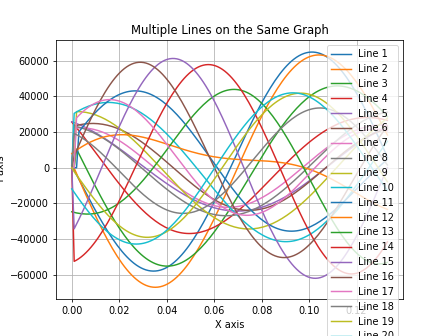 Multiple Lines on the Same Graph
60000
40000
20000
0
−20000
−40000
−60000
0.00
0.02
0.04
0.06
0.08
0.10
X axis
Line 1
Line 2
Line 3
Line 4
Line 5
Line 6
Line 7
Line 8
Line 9
Line 10
Line 11
Line 12
Line 13
Line 14
Line 15
Line 16
Line 17
Line 18
Line 19
Line 20